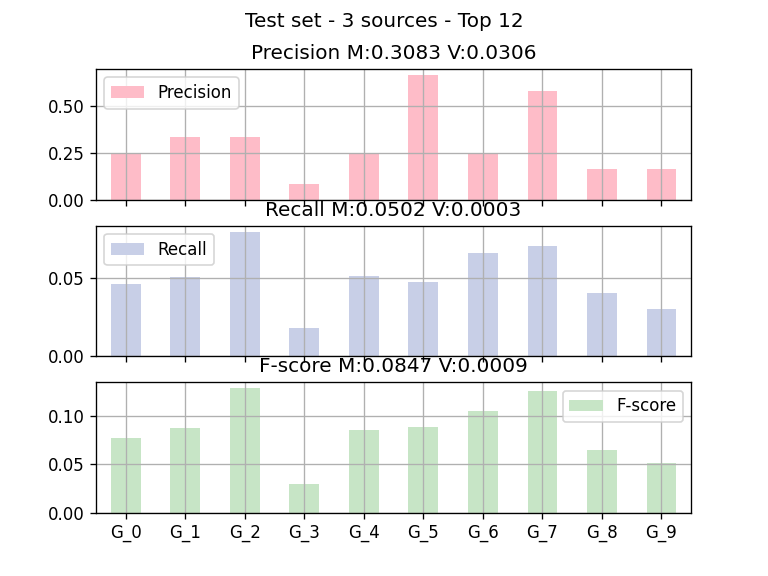 Test set - 3 sources - Top 12
Precision M:0.3083 V:0.0306
Precision
0.50
0.25
0.00
Recall M:0.0502 V:0.0003
Recall
0.05
0.00
F-score M:0.0847 V:0.0009
F-score
0.10
0.05
0.00
G_0 G_1 G_2 G_3 G_4 G_5 G_6 G_7 G_8 G_9